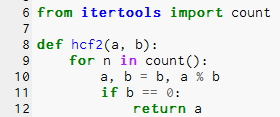 6 from itertools import count
7
8 def hcf2(a, b):
9     for n in count():
10         a, b = b, a % b
11         if b == 0:
12             return a